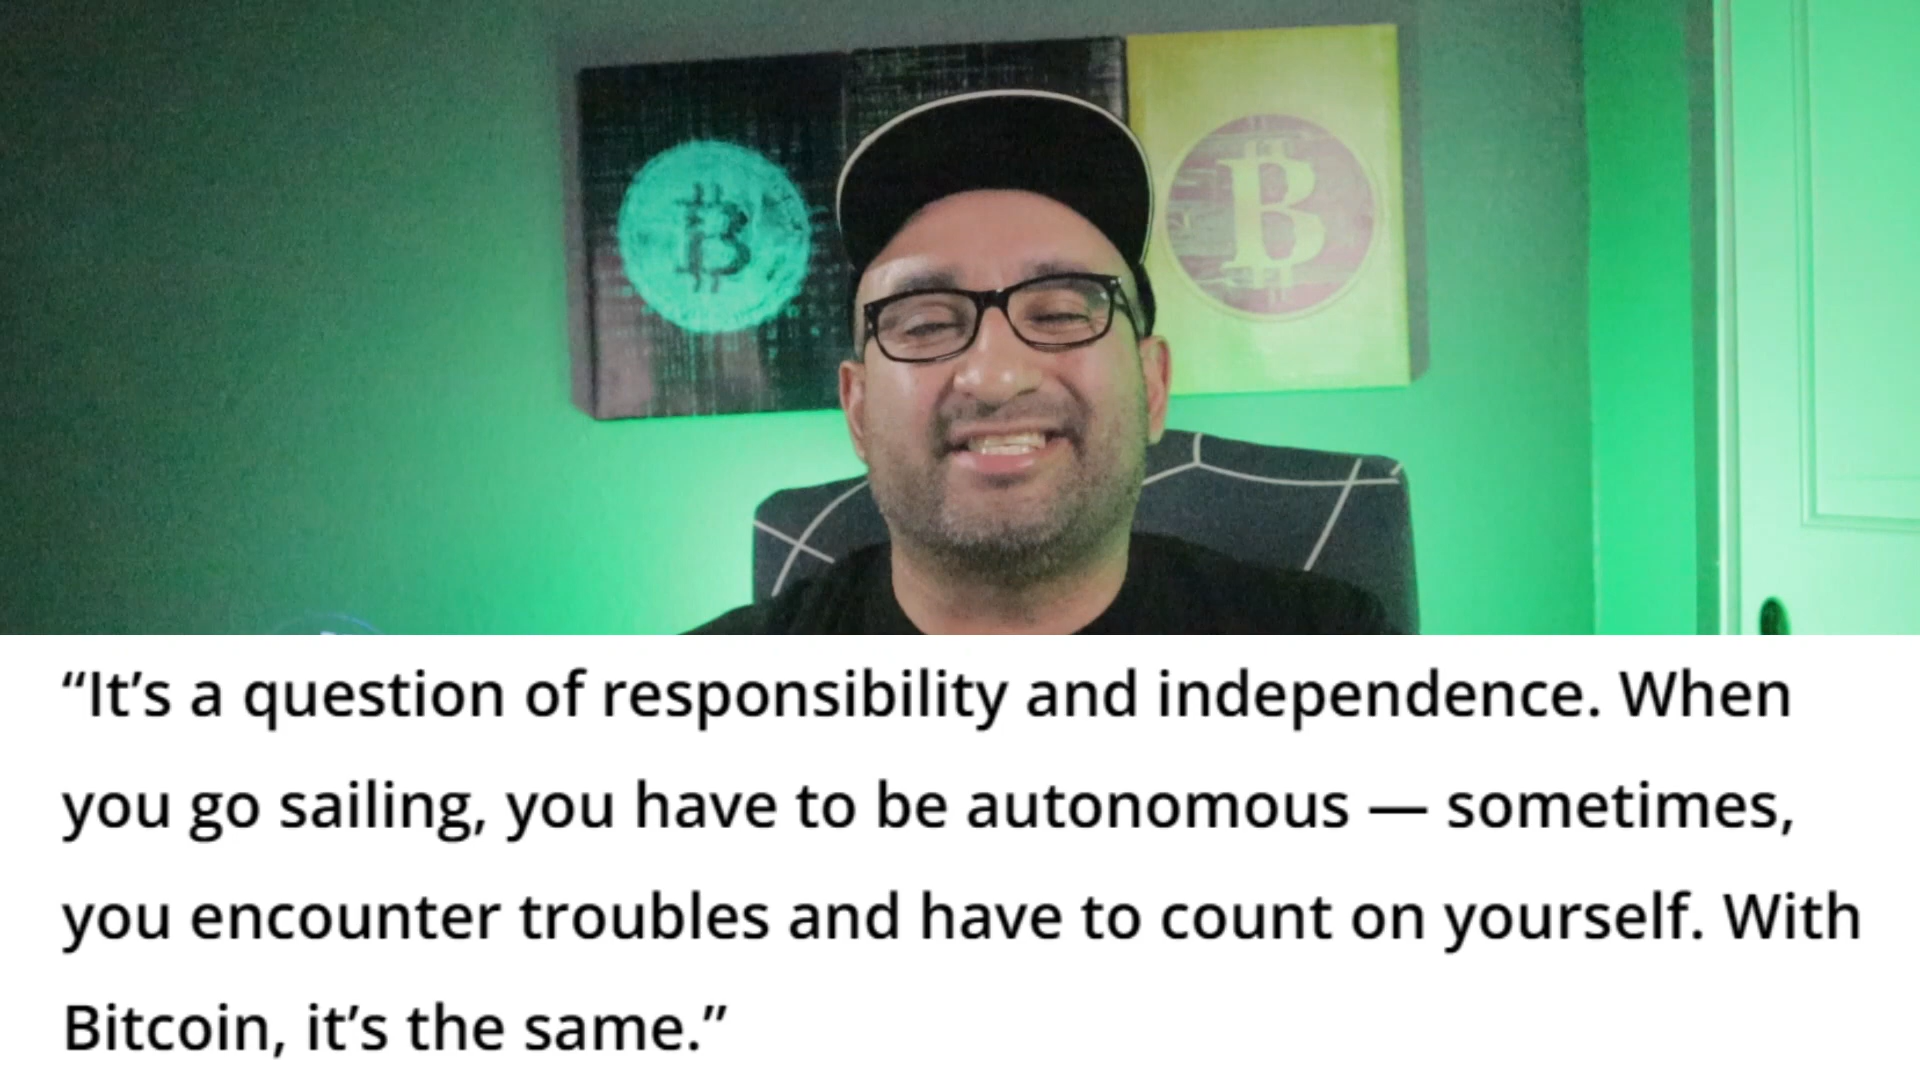 “It’s a question of responsibility and independence. When
you go sailing, you have to be autonomous — sometimes,
you encounter troubles and have to count on yourself. With
Bitcoin, it’s the same.”